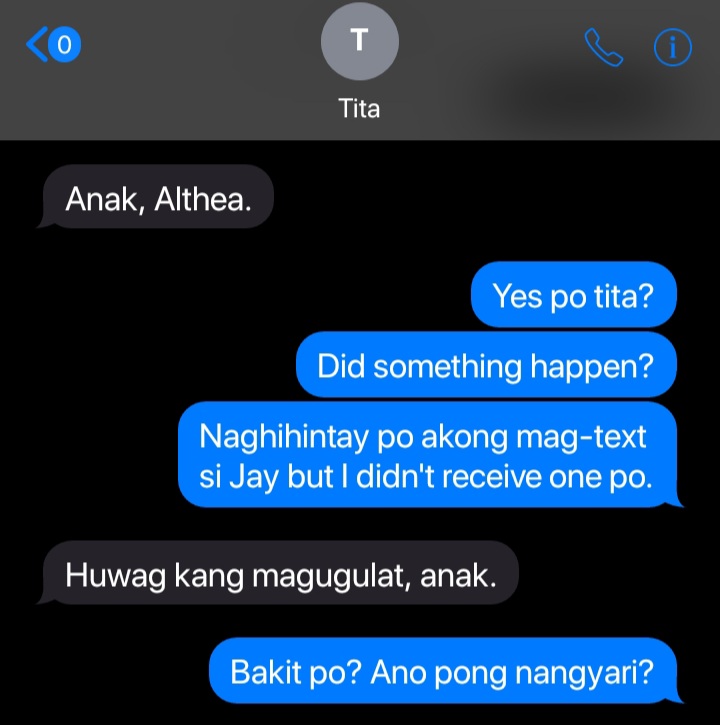 0
T
Tita
Anak, Althea.
Yes po tita?
Did something happen?
Naghihintay po akong mag-text
si Jay but I didn't receive one po.
Huwag kang magugulat, anak.
Bakit po? Ano pong nangyari?